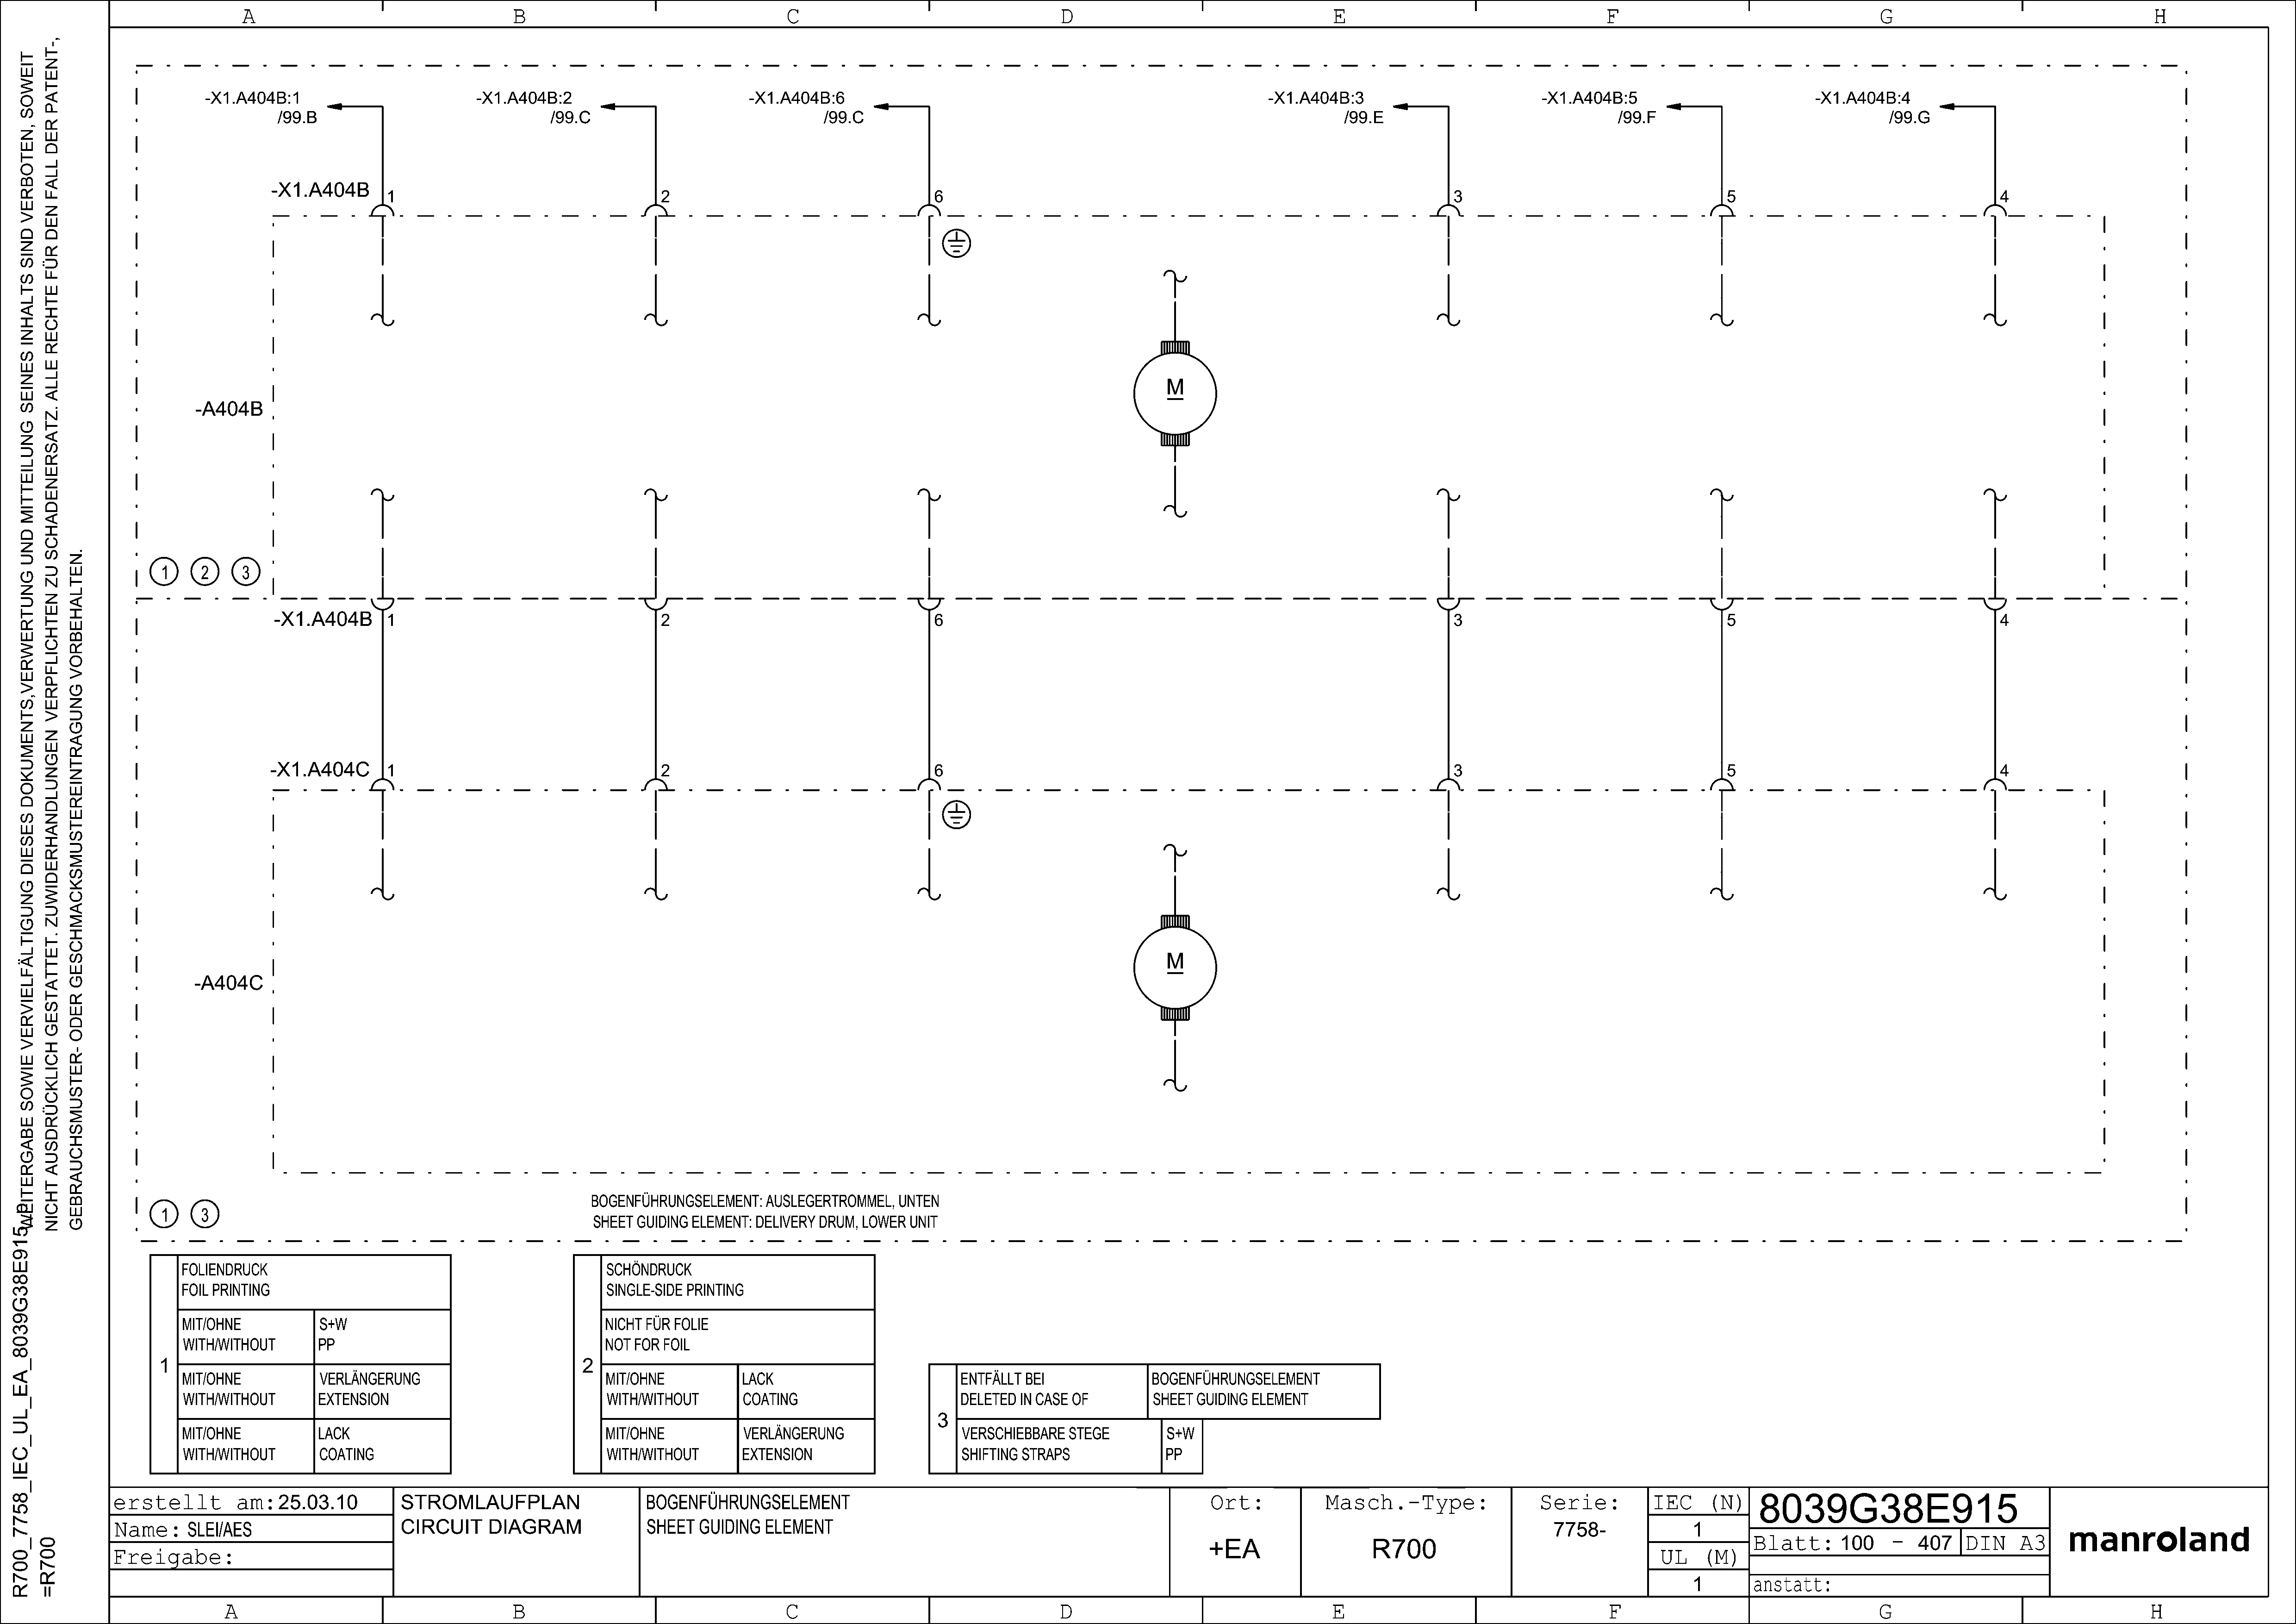 A B C D E F G H
WEITERGABE SOWIE VERVIELFÄLTIGUNG DIESES DOKUMENTS,VERWERTUNG UND MITTEILUNG SEINES INHALTS SIND VERBOTEN, SOWEIT
NICHT AUSDRÜCKLICH GESTATTET. ZUWIDERHANDLUNGEN VERPFLICHTEN ZU SCHADENERSATZ. ALLE RECHTE FÜR DEN FALL DER PATENT-,
GEBRAUCHSMUSTER- ODER GESCHMACKSMUSTEREINTRAGUNG VORBEHALTEN.
R700_7758_IEC_UL_EA_8039G38E915
=R700
-X1.A404B:1 -X1.A404B:2 -X1.A404B:6 -X1.A404B:3 -X1.A404B:5 -X1.A404B:4
/99.B /99.C /99.C /99.E /99.F /99.G
-X1.A404B 1 2 6 3 5 4
M
-A404B
1 2 3
-X1.A404B 1 2 6 3 5 4
-X1.A404C 1 2 6 3 5 4
M
-A404C
1 3
BOGENFÜHRUNGSELEMENT: AUSLEGERTROMMEL, UNTEN
SHEET GUIDING ELEMENT: DELIVERY DRUM, LOWER UNIT
1
FOLIENDRUCK
FOIL PRINTING
MIT/OHNE S+W
WITH/WITHOUT PP
MIT/OHNE VERLÄNGERUNG
WITH/WITHOUT EXTENSION
MIT/OHNE LACK
WITH/WITHOUT COATING
2
SCHÖNDRUCK
SINGLE-SIDE PRINTING
NICHT FÜR FOLIE
NOT FOR FOIL
MIT/OHNE LACK
WITH/WITHOUT COATING
MIT/OHNE VERLÄNGERUNG
WITH/WITHOUT EXTENSION
3
ENTFÄLLT BEI BOGENFÜHRUNGSELEMENT
DELETED IN CASE OF SHEET GUIDING ELEMENT
VERSCHIEBBARE STEGE S+W
SHIFTING STRAPS PP
erstellt am: 25.03.10
Name: SLEI/AES
Freigabe:
STROMLAUFPLAN
CIRCUIT DIAGRAM
BOGENFÜHRUNGSELEMENT
SHEET GUIDING ELEMENT
Ort:
+EA
Masch.-Type:
R700
Serie:
7758-
IEC (N)
1
UL (M)
1
8039G38E915
Blatt: 100 - 407 DIN A3
anstatt:
manroland
A B C D E F G H